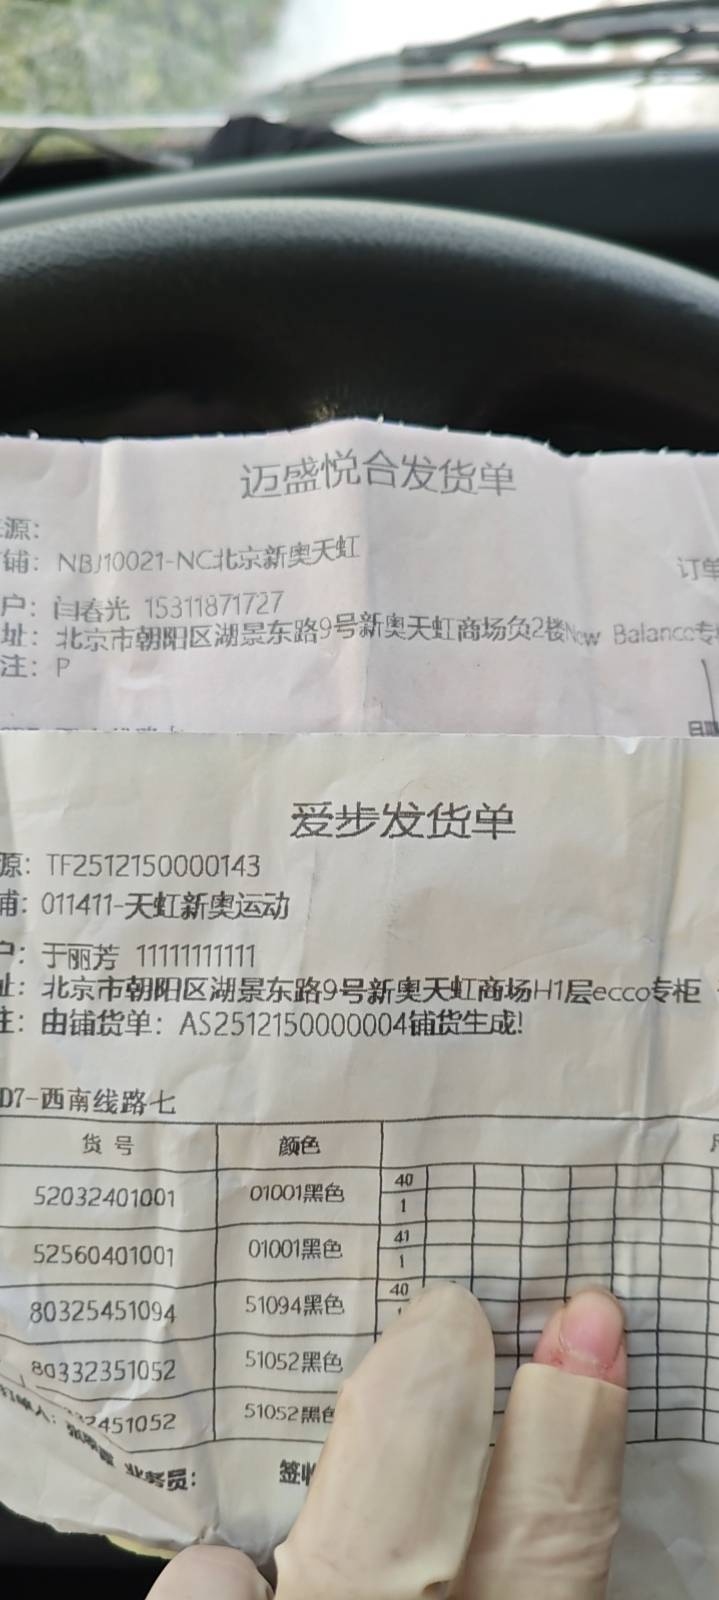 迈盛悦合发货单
源:
铺: NBJ10021-NC北京新奥天虹
订单
户: 闫春光 15311871727
址: 北京市朝阳区湖景东路9号新奥天虹商场负2楼New Balance专
注: P
爱步发货单
源: TF2512150000143
铺: 011411-天虹新奥运动
户: 于丽芳 11111111111
址: 北京市朝阳区湖景东路9号新奥天虹商场H1层ecco专柜
注: 由铺货单: AS2512150000004铺货生成!
D7-西南线路七
货号 颜色
52032401001 01001黑色 40 1
52560401001 01001黑色 41 1
80325451094 51094黑色 40
80332351052 51052黑色
2451052 51052黑色
打单人: 业务员: 签收